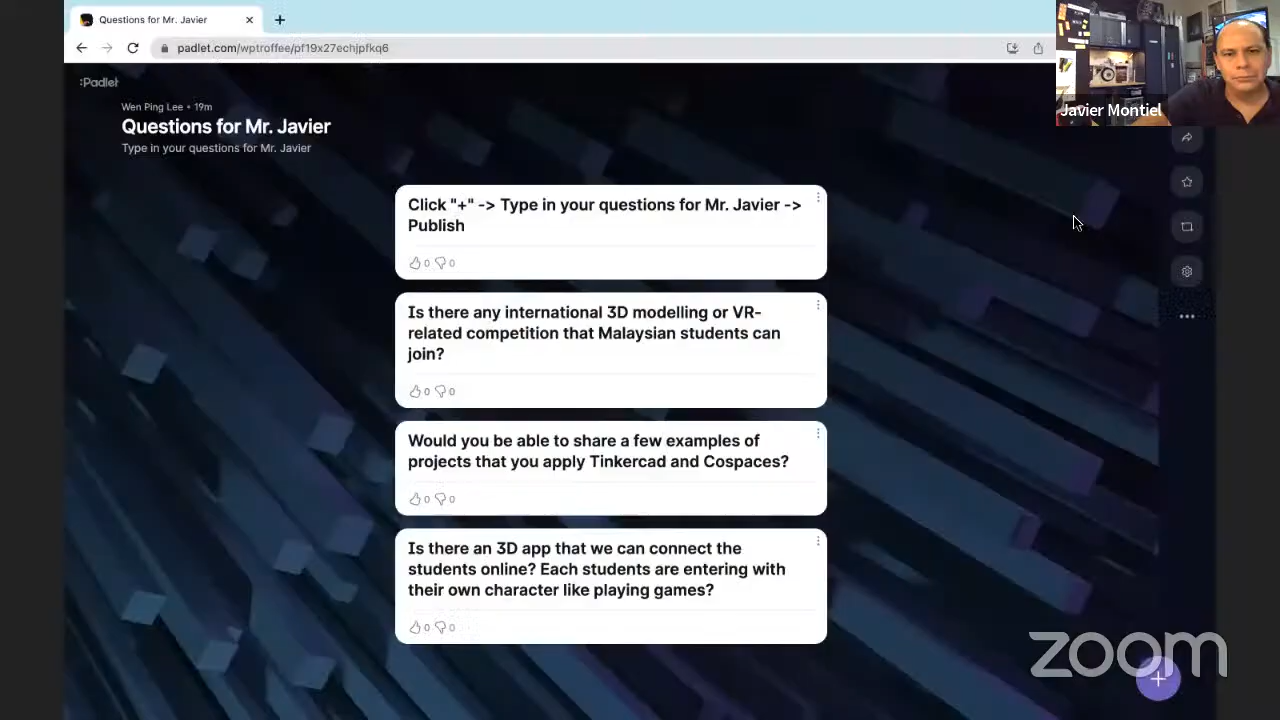 Questions for Mr. Javier
padlet.com/wptroffee/pf19x27echjpfkq6
Javier Montiel
:Padlet
Wen Ping Lee • 19m
Questions for Mr. Javier
Type in your questions for Mr. Javier
Click "+" -> Type in your questions for Mr. Javier ->
Publish
0 0
Is there any international 3D modelling or VR-
related competition that Malaysian students can
join?
0 0
Would you be able to share a few examples of
projects that you apply Tinkercad and Cospaces?
0 0
Is there an 3D app that we can connect the
students online? Each students are entering with
their own character like playing games?
0 0
zoom